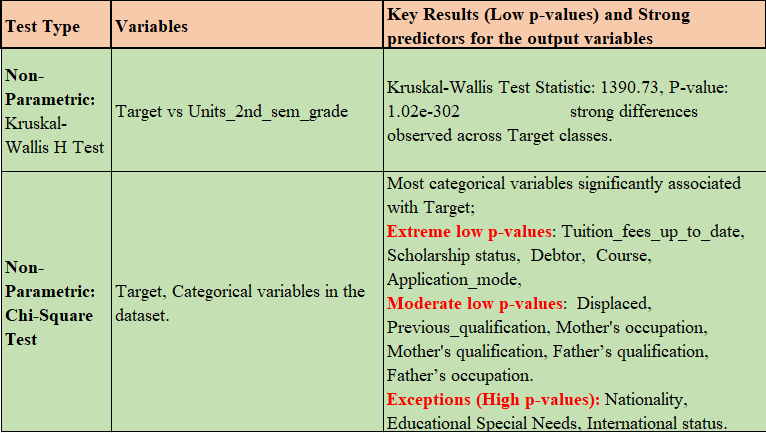 Test Type
Variables
Key Results (Low p-values) and Strong
predictors for the output variables
Non-
Parametric:
Kruskal-
Wallis H Test
Target vs Units_2nd_sem_grade
Kruskal-Wallis Test Statistic: 1390.73, P-value:
1.02e-302 strong differences
observed across Target classes.
Non-
Parametric:
Chi-Square
Test
Target, Categorical variables in the
dataset.
Most categorical variables significantly associated
with Target;
Extreme low p-values: Tuition_fees_up_to_date,
Scholarship status, Debtor, Course,
Application_mode,
Moderate low p-values: Displaced,
Previous_qualification, Mother's occupation,
Mother's qualification, Father’s qualification,
Father’s occupation.
Exceptions (High p-values): Nationality,
Educational Special Needs, International status.